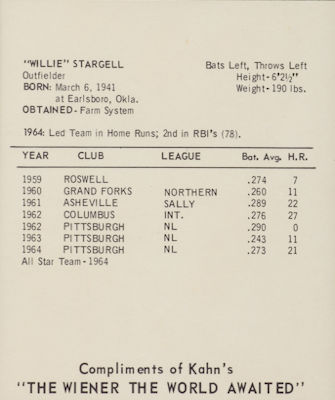 "WILLIE" STARGELL Bats Left, Throws Left
Outfielder Height - 6'2½"
BORN: March 6, 1941 Weight - 190 lbs.
at Earlsboro, Okla.
OBTAINED - Farm System
1964: Led Team in Home Runs; 2nd in RBI's (78).
YEAR CLUB LEAGUE Bat. Avg. H.R.
1959 ROSWELL .274 7
1960 GRAND FORKS NORTHERN .260 11
1961 ASHEVILLE SALLY .289 22
1962 COLUMBUS INT. .276 27
1962 PITTSBURGH NL .290 0
1963 PITTSBURGH NL .243 11
1964 PITTSBURGH NL .273 21
All Star Team - 1964
Compliments of Kahn's
"THE WIENER THE WORLD AWAITED"